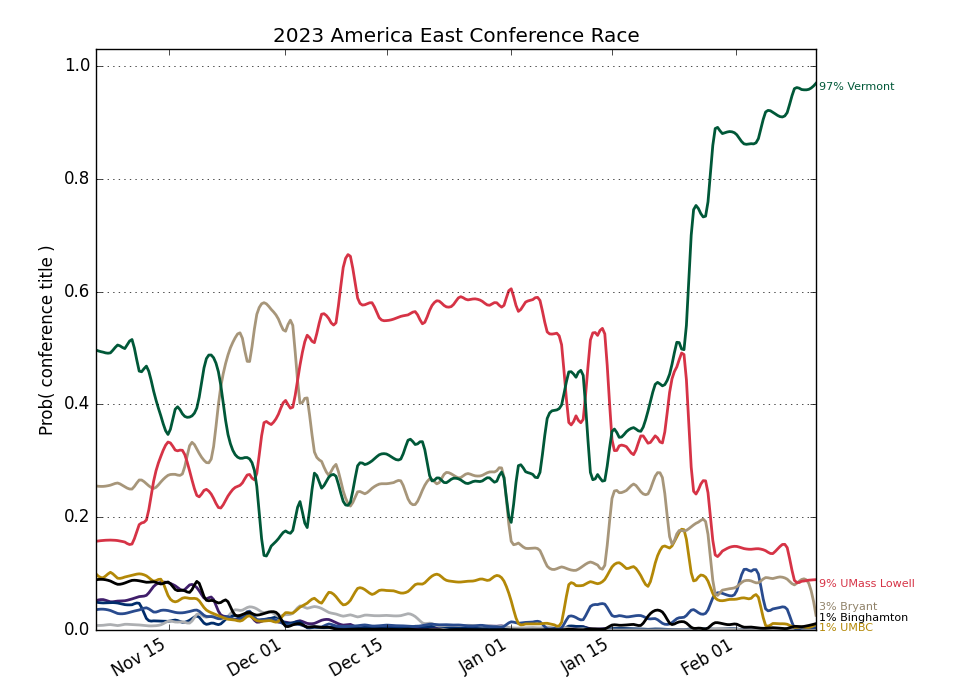 2023 America East Conference Race
1.0
0.8
0.6
0.4
0.2
0.0
Prob( conference title )
Nov 15
Dec 01
Dec 15
Jan 01
Jan 15
Feb 01
97% Vermont
9% UMass Lowell
3% Bryant
1% Binghamton
1% UMBC